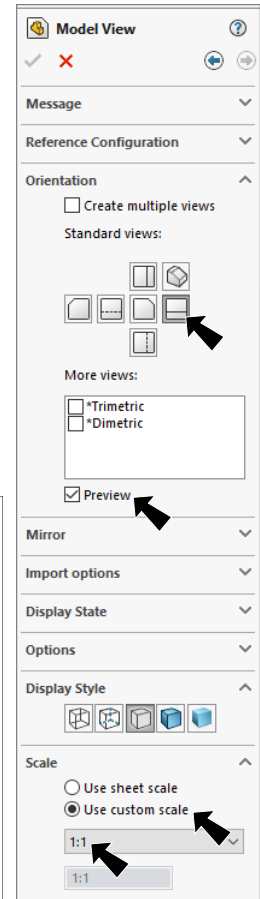 Model View
Message
Reference Configuration
Orientation
Create multiple views
Standard views:
More views:
*Trimetric
*Dimetric
Preview
Mirror
Import options
Display State
Options
Display Style
Scale
Use sheet scale
Use custom scale
1:1
1:1